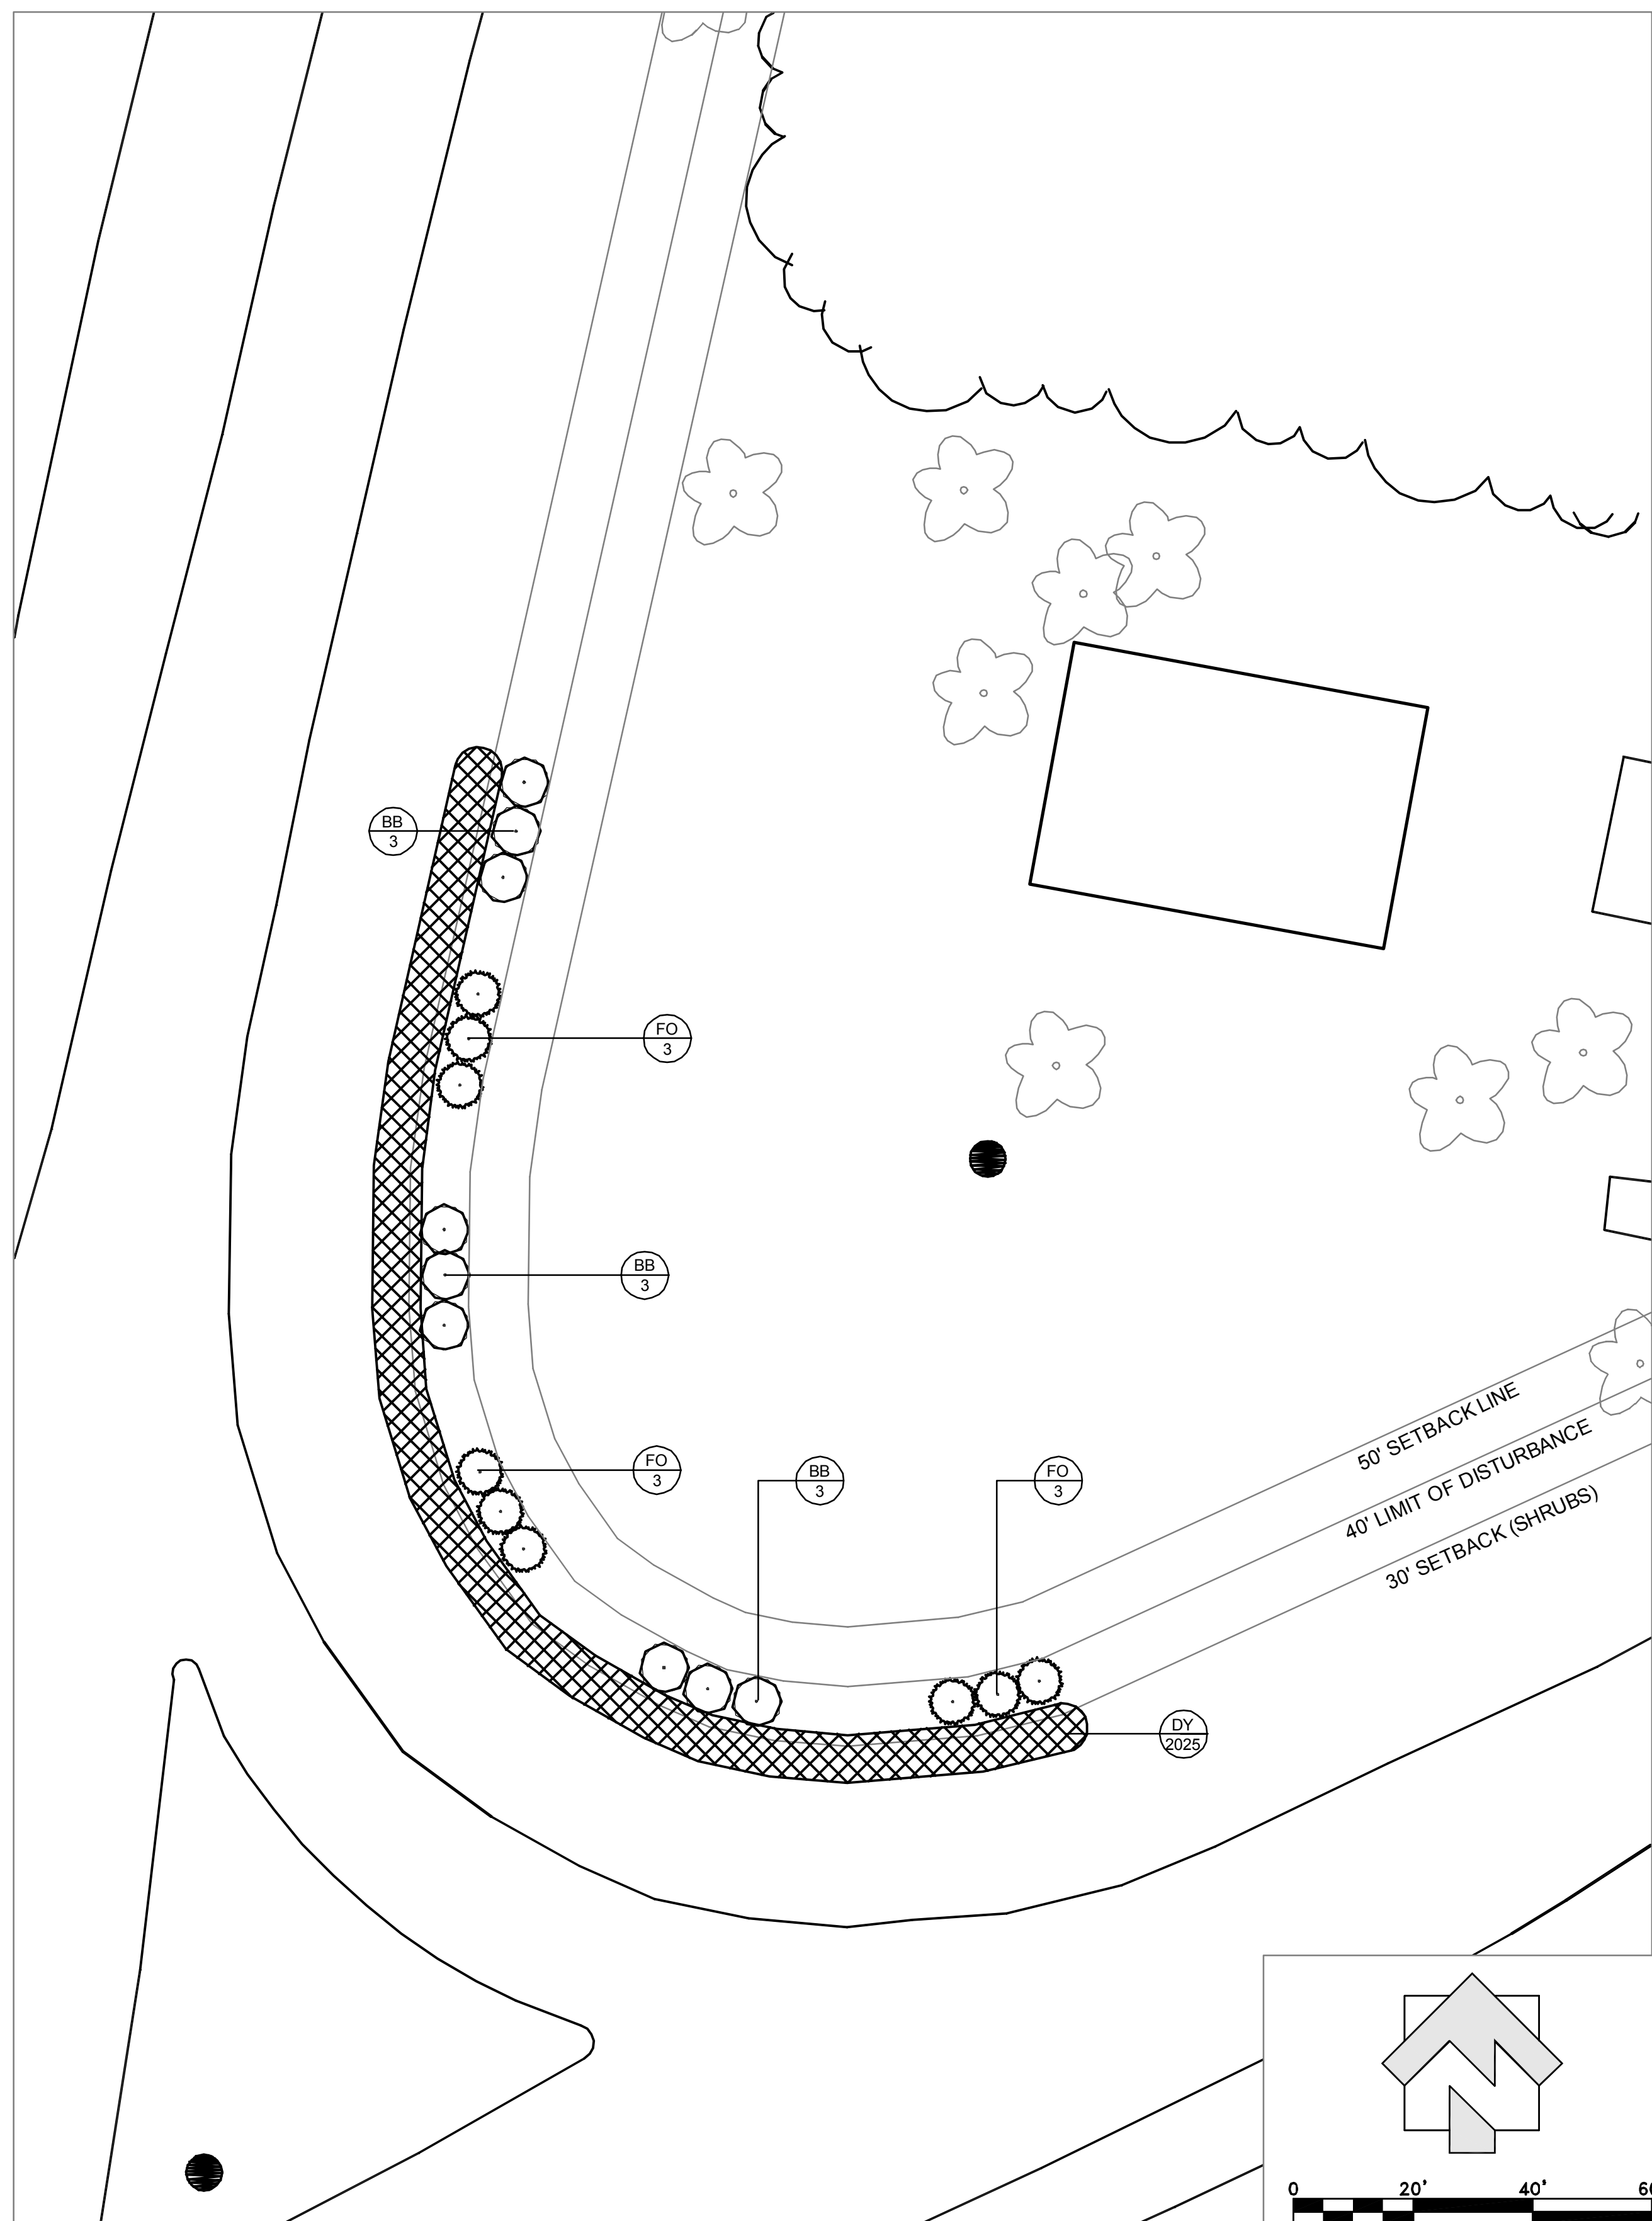 BB
3
FO
3
BB
3
FO
3
BB
3
FO
3
50' SETBACK LINE
40' LIMIT OF DISTURBANCE
30' SETBACK (SHRUBS)
DY
2025
N
0 20' 40'